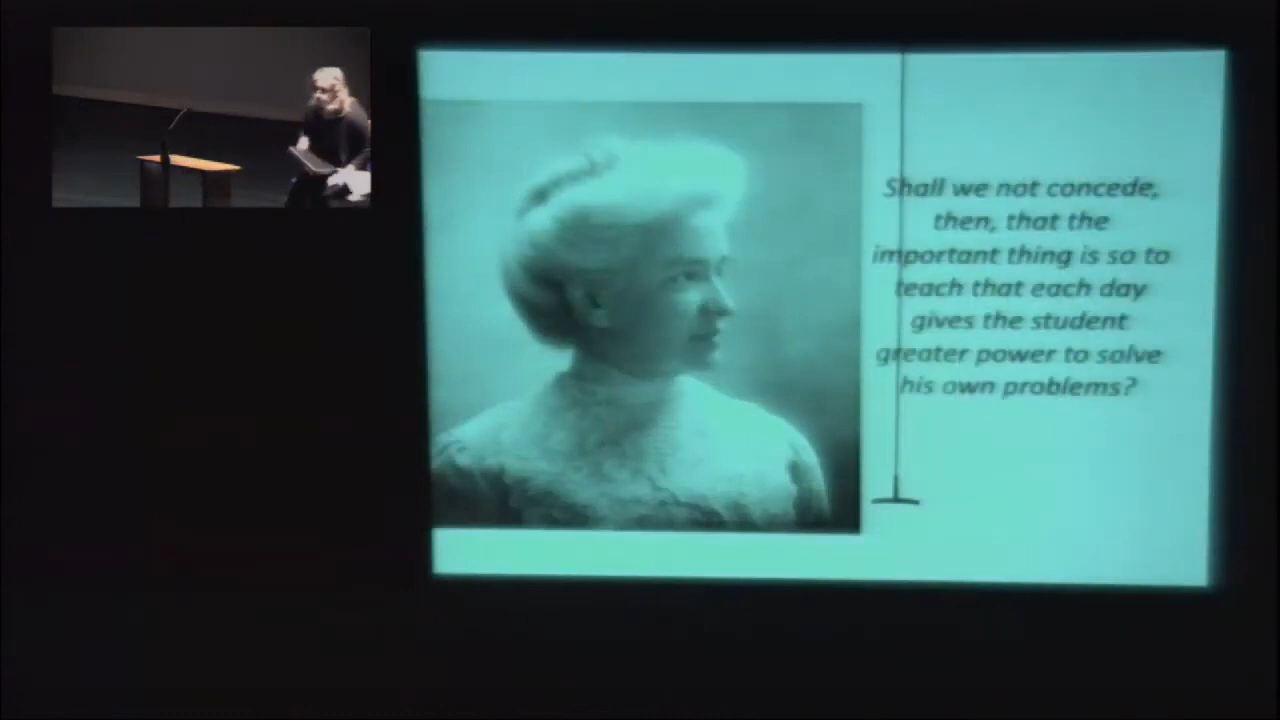 Shall we not concede,
then, that the
important thing is so to
teach that each day
gives the student
greater power to solve
his own problems?